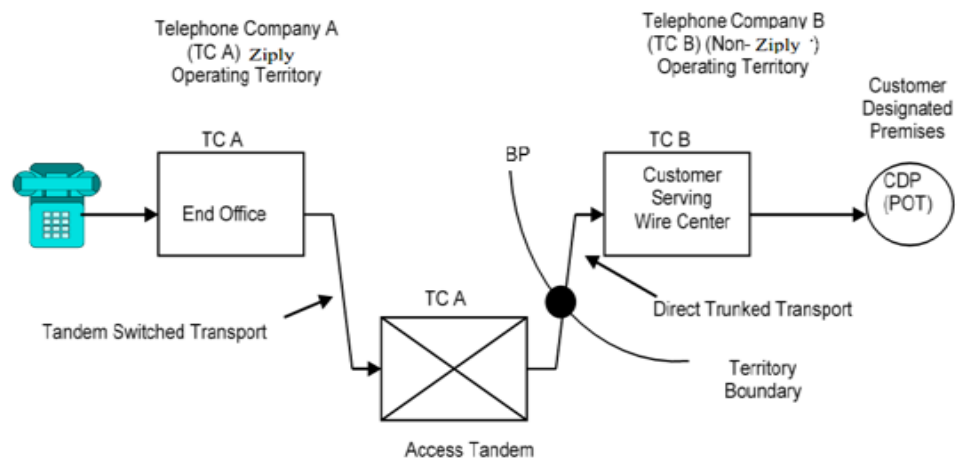 Telephone Company A
(TC A) Ziply
Operating Territory
Telephone Company B
(TC B) (Non- Ziply )
Operating Territory
Customer
Designated
Premises
TC A
End Office
BP
TC B
Customer
Serving
Wire Center
CDP
(POT)
Tandem Switched Transport
TC A
Direct Trunked Transport
Territory
Boundary
Access Tandem